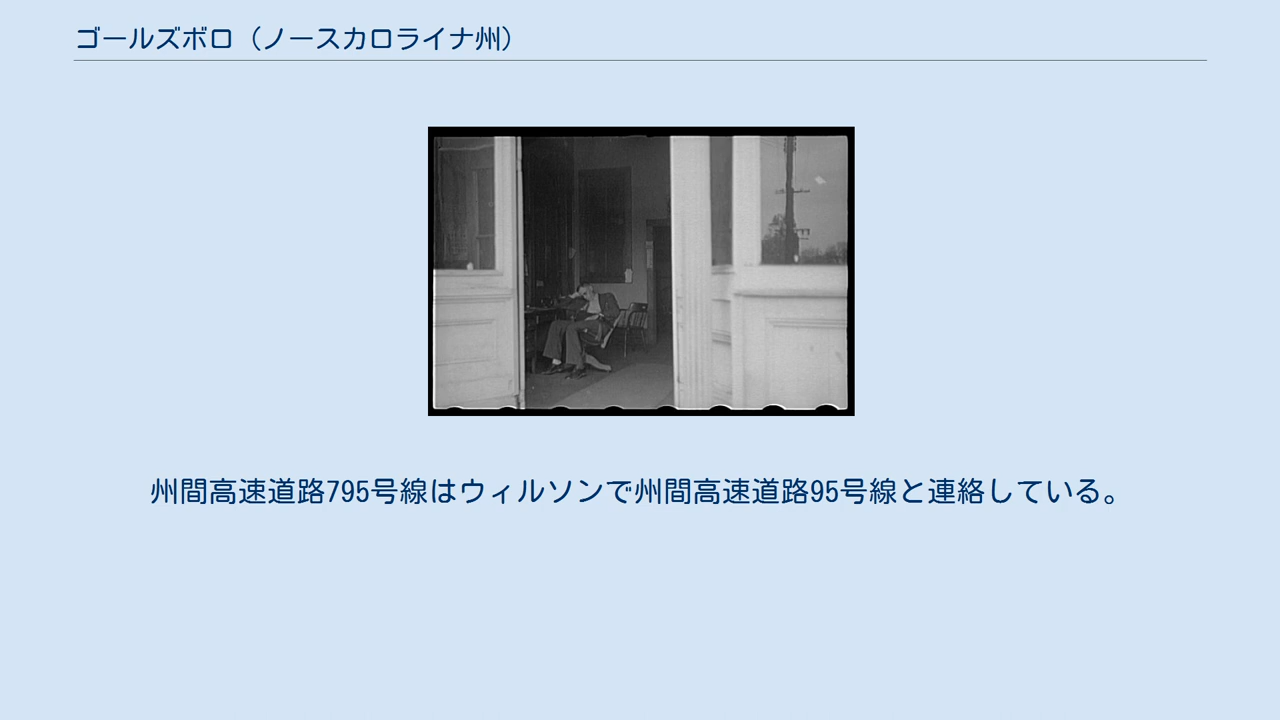 ゴールズボロ（ノースカロライナ州）
州間高速道路795号線はウィルソンで州間高速道路95号線と連絡している。